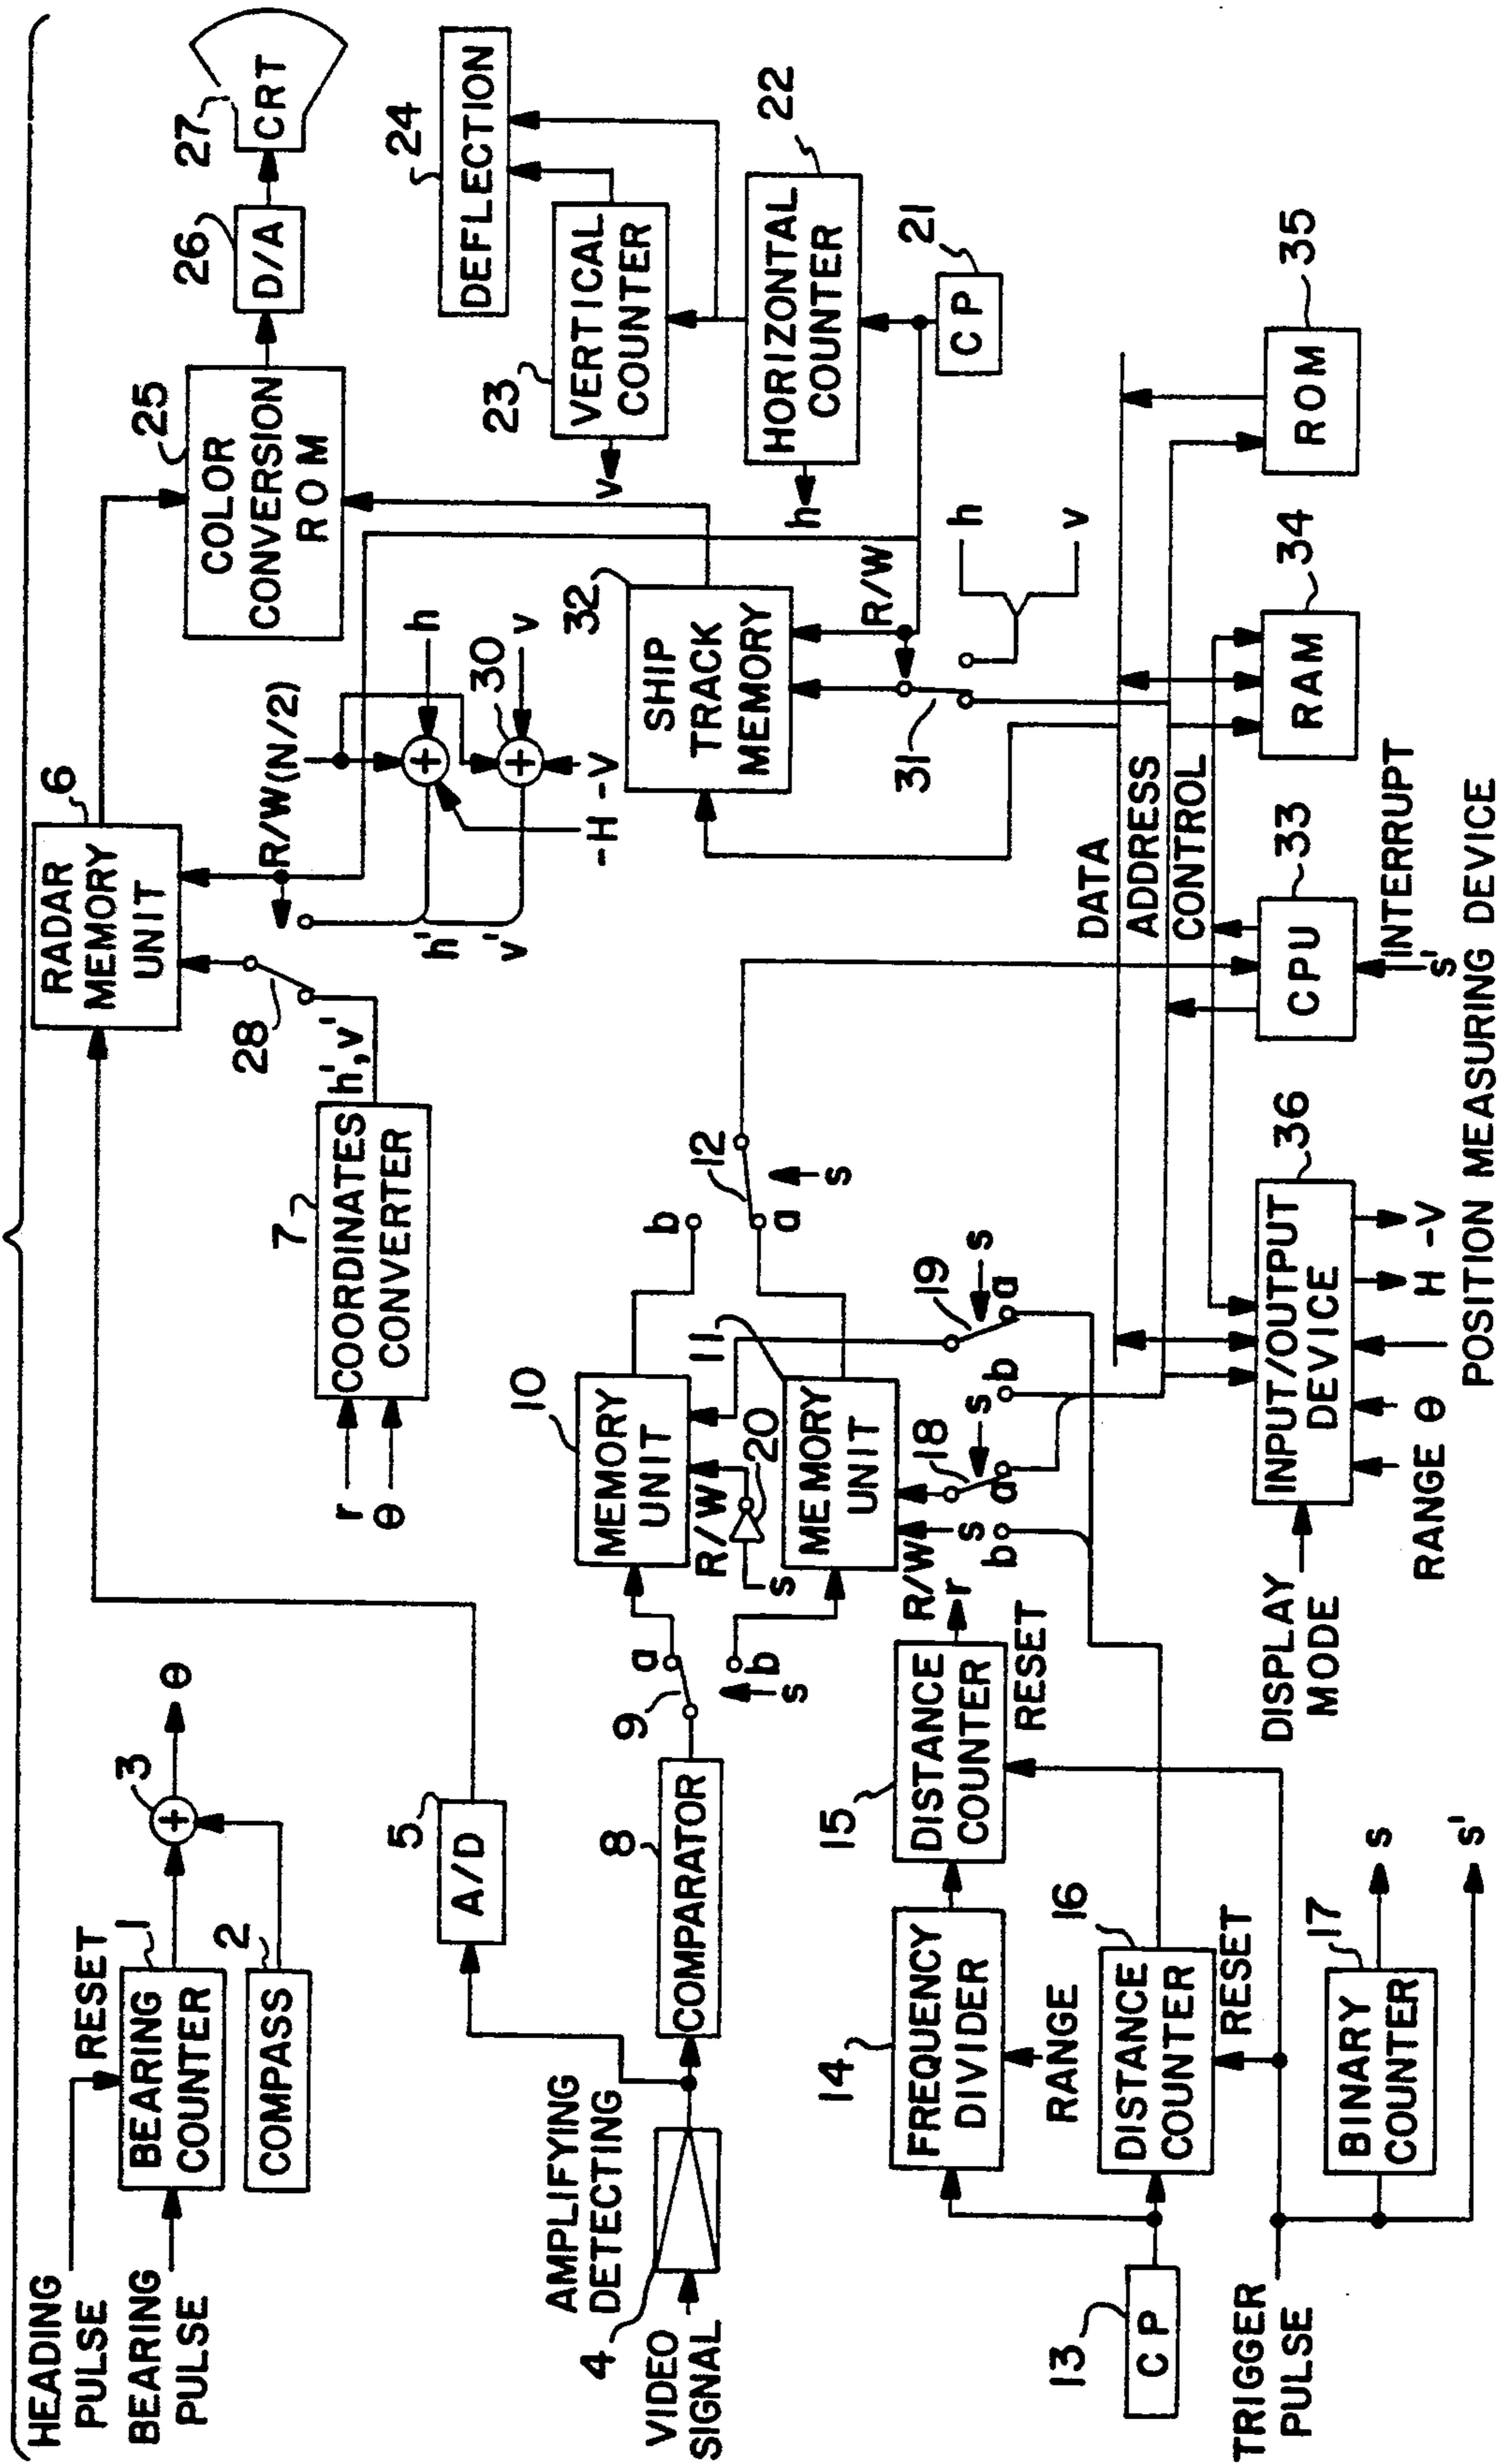 HEADING
PULSE
RESET
BEARING
PULSE
BEARING
COUNTER
1
COMPASS
2
3
θ
VIDEO
SIGNAL
4
AMPLIFYING
DETECTING
A/D
5
COMPARATOR
8
9
a
b
s
r
θ
COORDINATES
CONVERTER
7
h',v'
28
RADAR
MEMORY
UNIT
6
R/W
(N/2)
h
30
v
h'
v'
-H
-V
COLOR
CONVERSION
ROM
25
D/A
26
CRT
27
DEFLECTION
24
VERTICAL
COUNTER
23
v
HORIZONTAL
COUNTER
22
h
CP
21
SHIP
TRACK
MEMORY
32
R/W
31
h
v
MEMORY
UNIT
10
R/W
s
20
MEMORY
UNIT
11
R/W
s
b
a
12
s
18
a
b
s
19
a
b
s
CP
13
FREQUENCY
DIVIDER
14
RANGE
DISTANCE
COUNTER
15
r
RESET
DISTANCE
COUNTER
16
RESET
TRIGGER
PULSE
BINARY
COUNTER
17
s
s'
DATA
ADDRESS
CONTROL
DISPLAY
MODE
INPUT/OUTPUT
DEVICE
36
RANGE
θ
H
-V
POSITION MEASURING DEVICE
CPU
33
INTERRUPT
s'
RAM
34
ROM
35